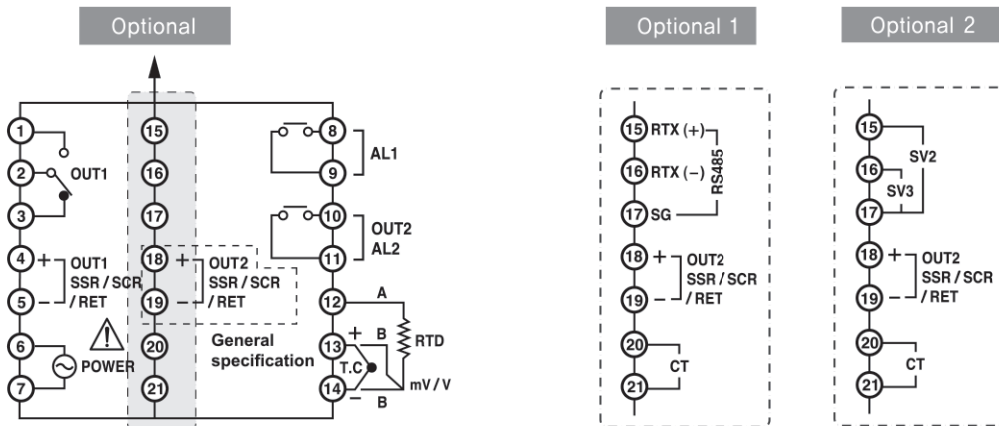 Optional
Optional 1
Optional 2
1
2
3
4
5
6
7
OUT1
+ OUT1
SSR / SCR
- / RET
POWER
15
16
17
18
19
20
21
+ OUT2
SSR / SCR
- / RET
General
specification
8
9
10
11
12
13
14
AL1
OUT2
AL2
A
RTD
+ B
T.C
mV / V
- B
15 RTX (+)
16 RTX (-)
17 SG
RS485
18 + OUT2
SSR / SCR
19 - / RET
20
CT
21
15
SV2
16
SV3
17
18 + OUT2
SSR / SCR
19 - / RET
20
CT
21